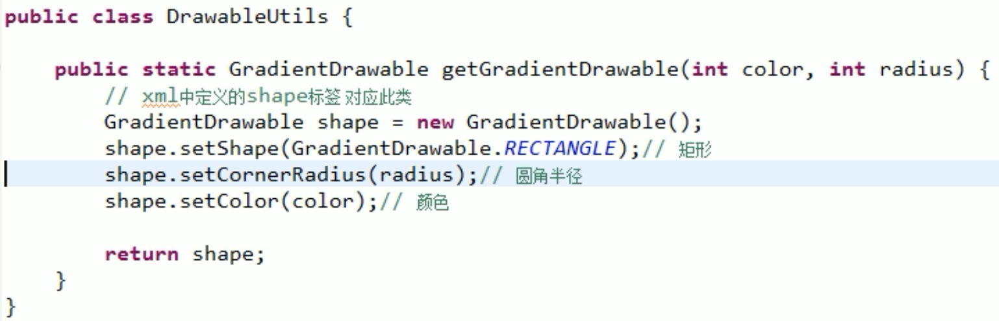 public class DrawableUtils {
public static GradientDrawable getGradientDrawable(int color, int radius) {
// xml中定义的shape标签 对应此类
GradientDrawable shape = new GradientDrawable();
shape.setShape(GradientDrawable.RECTANGLE);// 矩形
shape.setCornerRadius(radius);// 圆角半径
shape.setColor(color);// 颜色
return shape;
}
}